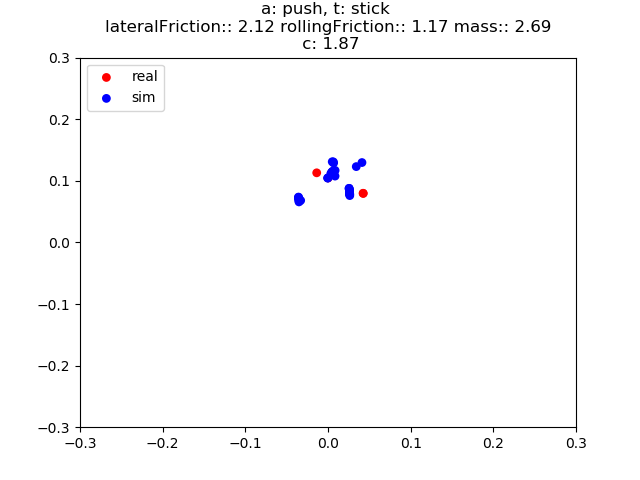 a: push, t: stick
lateralFriction:: 2.12 rollingFriction:: 1.17 mass:: 2.69
c: 1.87
real
sim
0.3
0.2
0.1
0.0
−0.1
−0.2
−0.3
−0.3 −0.2 −0.1 0.0 0.1 0.2 0.3